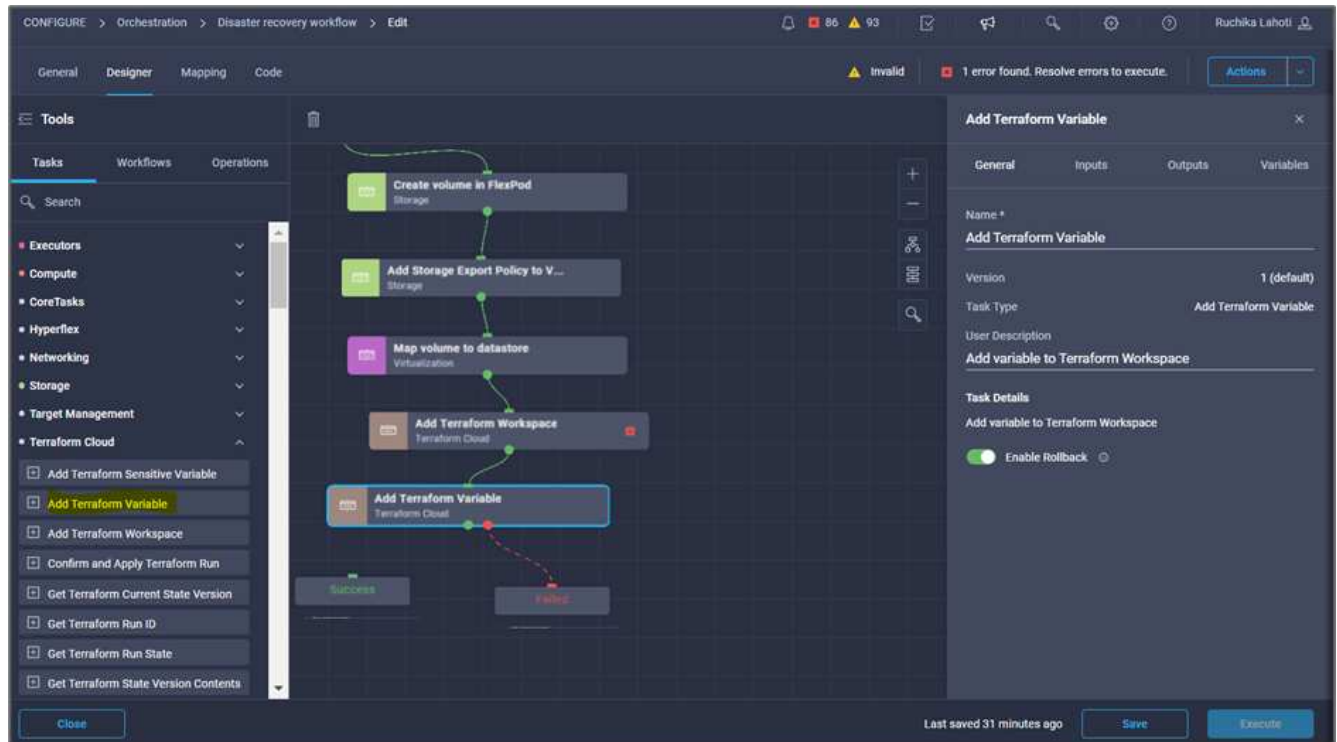 CONFIGURE > Orchestration > Disaster recovery workflow > Edit
86 93
Ruchika Lahoti
General Designer Mapping Code
Invalid
1 error found. Resolve errors to execute.
Actions
Tools
Tasks Workflows Operations
Search
Executors
Compute
CoreTasks
Hyperflex
Networking
Storage
Target Management
Terraform Cloud
Add Terraform Sensitive Variable
Add Terraform Variable
Add Terraform Workspace
Confirm and Apply Terraform Run
Get Terraform Current State Version
Get Terraform Run ID
Get Terraform Run State
Get Terraform State Version Contents
Create volume in FlexPod
Storage
Add Storage Export Policy to V...
Storage
Map volume to datastore
Virtualization
Add Terraform Workspace
Terraform Cloud
Add Terraform Variable
Terraform Cloud
Success
Failed
Add Terraform Variable
General Inputs Outputs Variables
Name *
Add Terraform Variable
Version 1 (default)
Task Type Add Terraform Variable
User Description
Add variable to Terraform Workspace
Task Details
Add variable to Terraform Workspace
Enable Rollback
Close
Last saved 31 minutes ago
Save
Execute